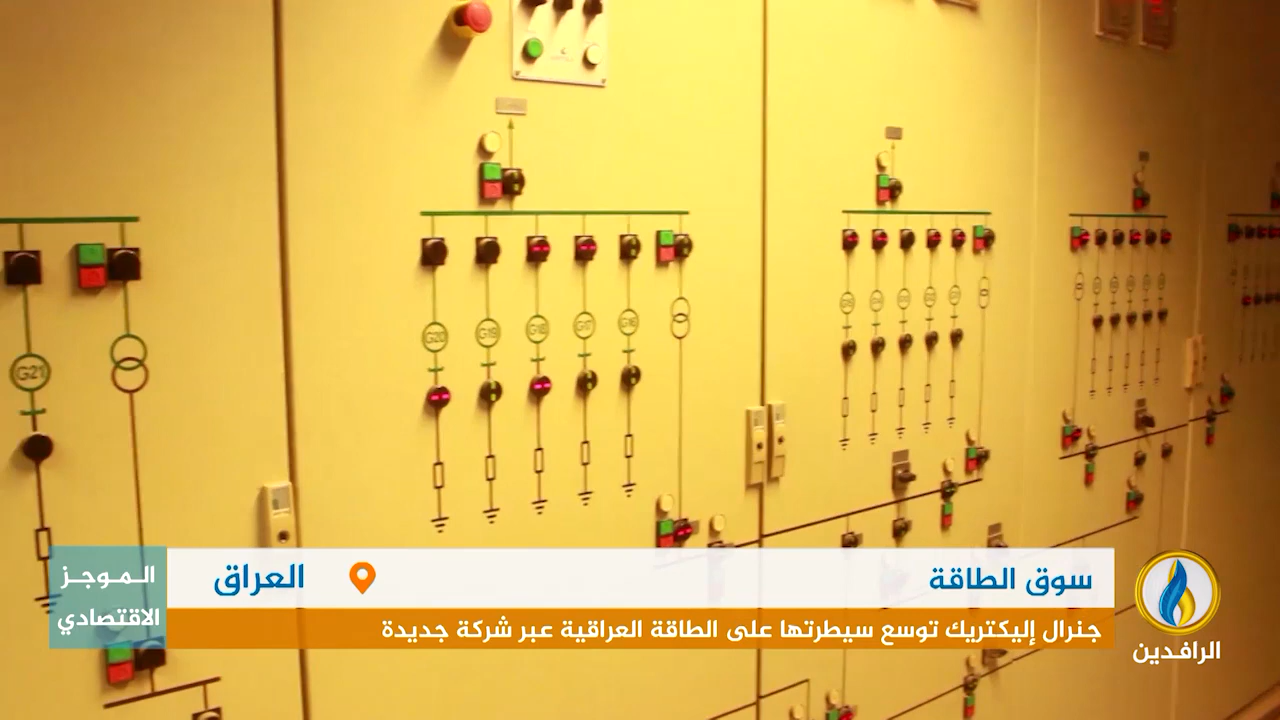 G21
G20
G19
G18
G17
G16
سوق الطاقة
العراق
جنرال إليكتريك توسع سيطرتها على الطاقة العراقية عبر شركة جديدة
الموجز
الاقتصادي
الرافدين